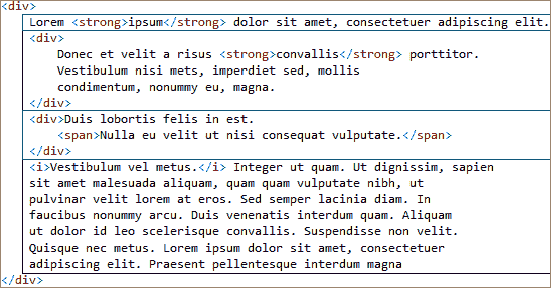 <div>
Lorem <strong>ipsum</strong> dolor sit amet, consectetuer adipiscing elit.
<div>
Donec et velit a risus <strong>convallis</strong> porttitor.
Vestibulum nisi mets, imperdiet sed, mollis
condimentum, nonummy eu, magna.
</div>
<div>Duis lobortis felis in est.
<span>Nulla eu velit ut nisi consequat vulputate.</span>
</div>
<i>Vestibulum vel metus.</i> Integer ut quam. Ut dignissim, sapien
sit amet malesuada aliquam, quam quam vulputate nibh, ut
pulvinar velit lorem at eros. Sed semper lacinia diam. In
faucibus nonummy arcu. Duis venenatis interdum quam. Aliquam
ut dolor id leo scelerisque convallis. Suspendisse non velit.
Quisque nec metus. Lorem ipsum dolor sit amet, consectetuer
adipiscing elit. Praesent pellentesque interdum magna
</div>